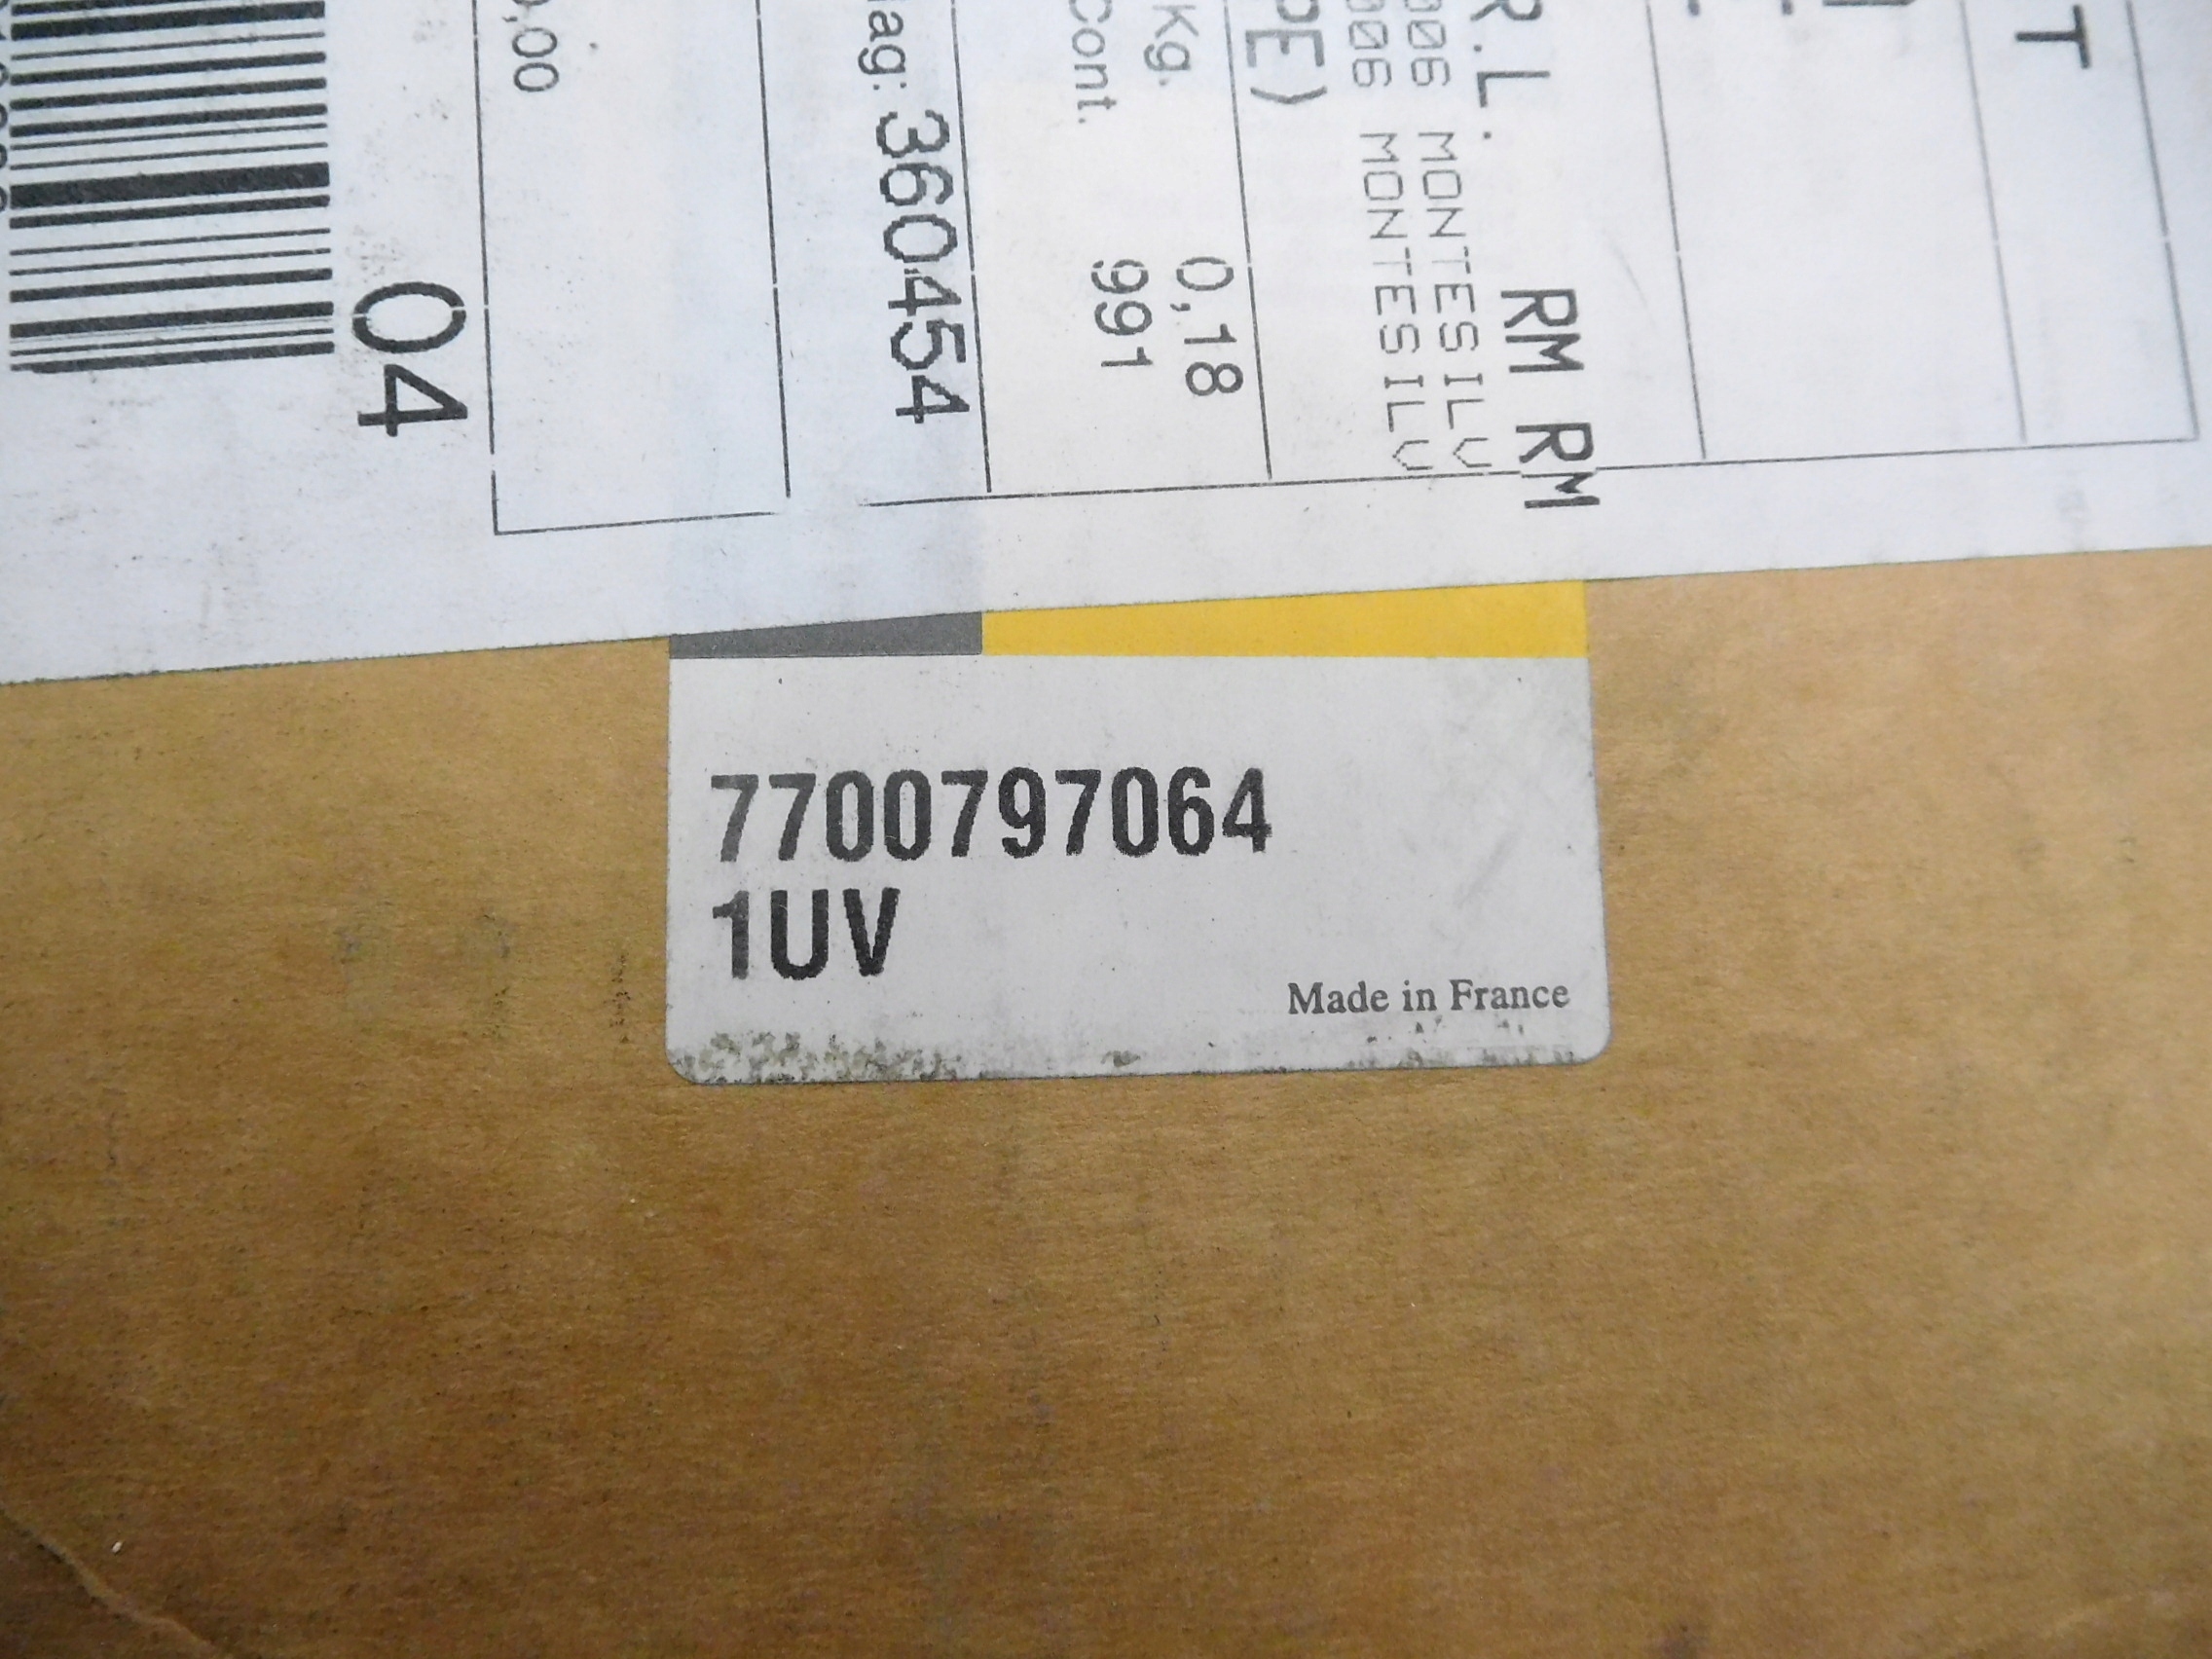 T
R.L. RM RM
006 MONTESILV
006 MONTESILV
PE)
Kg. 0,18
Cont. 991
ag: 360454
,00
04
7700797064
1UV
Made in France